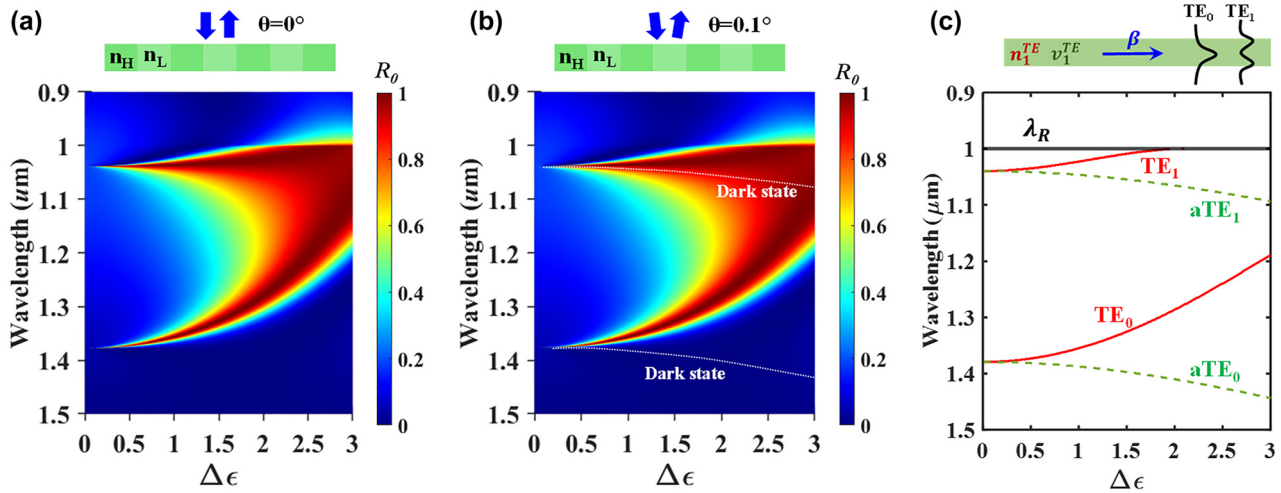 (a)
θ=0°
n_H n_L
R_0
0.9
1
1.1
1.2
1.3
1.4
1.5
Wavelength (um)
0 0.5 1 1.5 2 2.5 3
Δϵ
1
0.8
0.6
0.4
0.2
0
(b)
θ=0.1°
n_H n_L
R_0
0.9
1
1.1
1.2
1.3
1.4
1.5
Wavelength (um)
Dark state
Dark state
0 0.5 1 1.5 2 2.5 3
Δϵ
1
0.8
0.6
0.4
0.2
0
(c)
TE_0 TE_1
n_1^{TE} v_1^{TE} β
0.9
1
1.1
1.2
1.3
1.4
1.5
Wavelength (μm)
λ_R
TE_1
aTE_1
TE_0
aTE_0
0 0.5 1 1.5 2 2.5 3
Δϵ